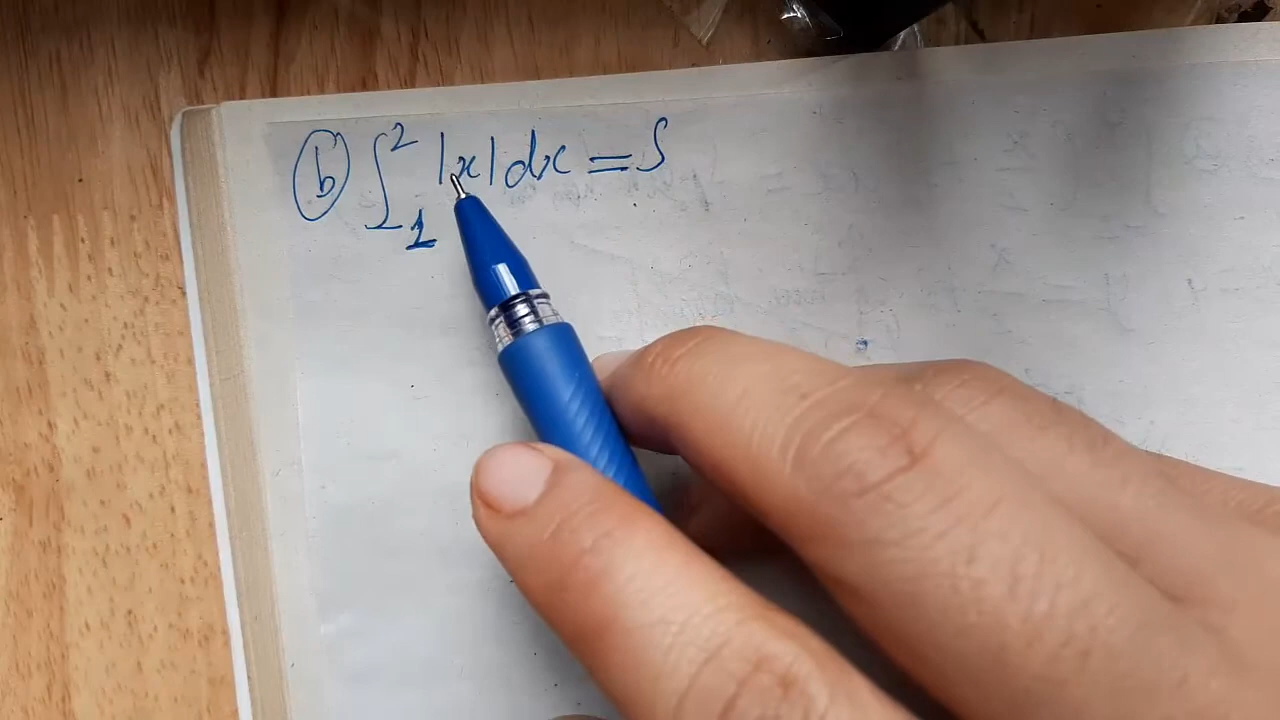 (b) ∫₁² |x| dx = ∫